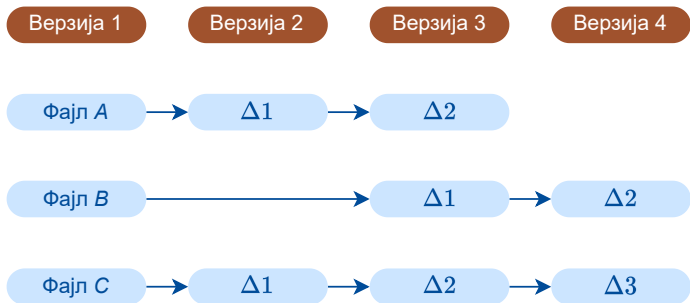 Верзија 1 Верзија 2 Верзија 3 Верзија 4
Фајл A Δ1 Δ2
Фајл B Δ1 Δ2
Фајл C Δ1 Δ2 Δ3